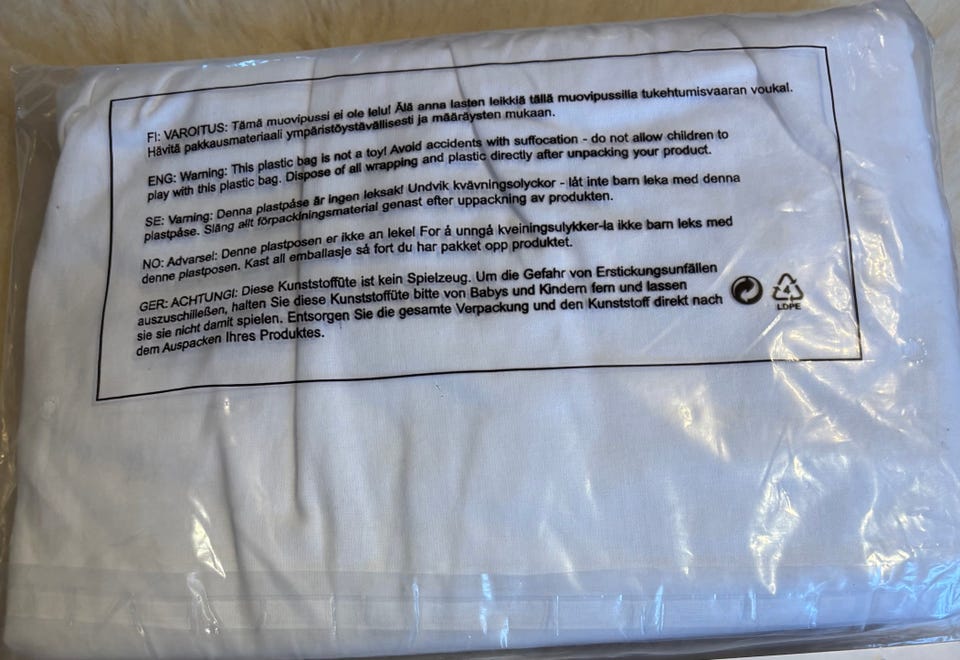 FI: VAROITUS: Tämä muovipussi ei ole lelu! Älä anna lasten leikkiä tällä muovipussilla tukehtumisvaaran voukal.
Hävitä pakkausmateriaali ympäristöystävällisesti ja määräysten mukaan.
ENG: Warning: This plastic bag is not a toy! Avoid accidents with suffocation - do not allow children to
play with this plastic bag. Dispose of all wrapping and plastic directly after unpacking your product.
SE: Varning: Denna plastpåse är ingen leksak! Undvik kvävningsolyckor - låt inte barn leka med denna
plastpåse. Släng allt förpacklningsmaterial genast efter uppackning av produkten.
NO: Advarsel: Denne plastposen er ikke an leke! For å unngå kveiningsulykker-la ikke barn leks med
denne plastposen. Kast all emballasje så fort du har pakket opp produktet.
GER: ACHTUNG!: Diese Kunststoffüte ist kein Spielzeug. Um die Gefahr von Erstickungsunfällen
auszuschileßen, halten Sie diese Kunststoffüte bitte von Babys und Kindern fern und lassen
sie sie nicht damit spielen. Entsorgen Sie die gesamte Verpackung und den Kunststoff direkt nach
dem Auspacken Ihres Produktes.
4
LDPE